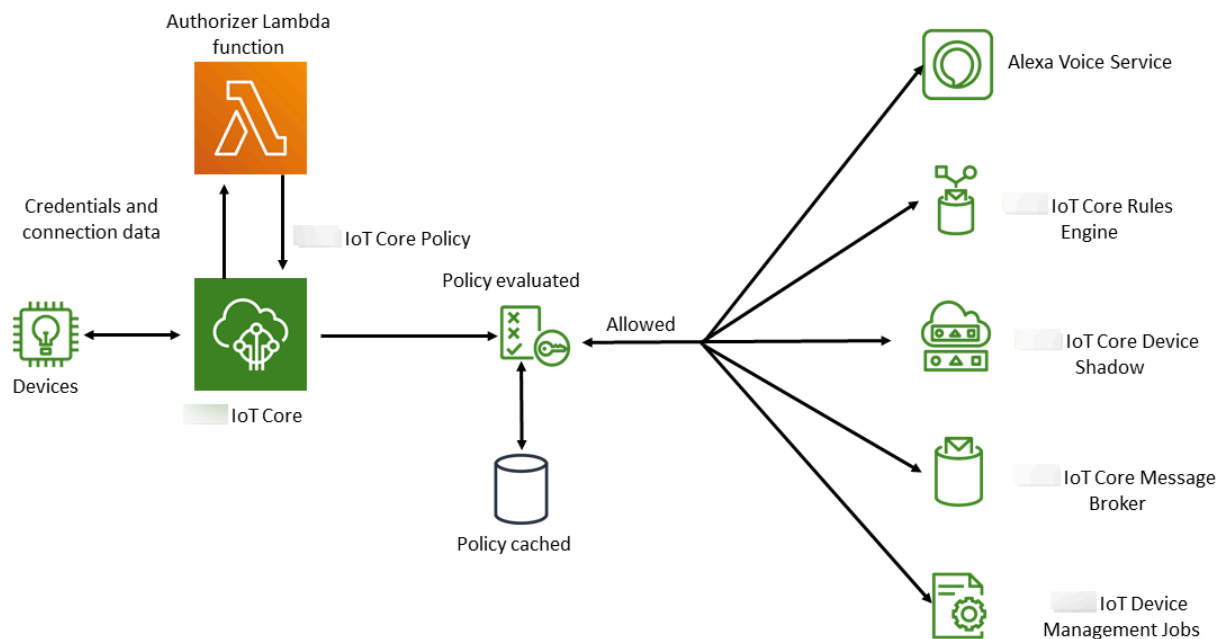 Authorizer Lambda
function
Credentials and
connection data
IoT Core Policy
Devices
IoT Core
Policy evaluated
Policy cached
Allowed
Alexa Voice Service
IoT Core Rules
Engine
IoT Core Device
Shadow
IoT Core Message
Broker
IoT Device
Management Jobs